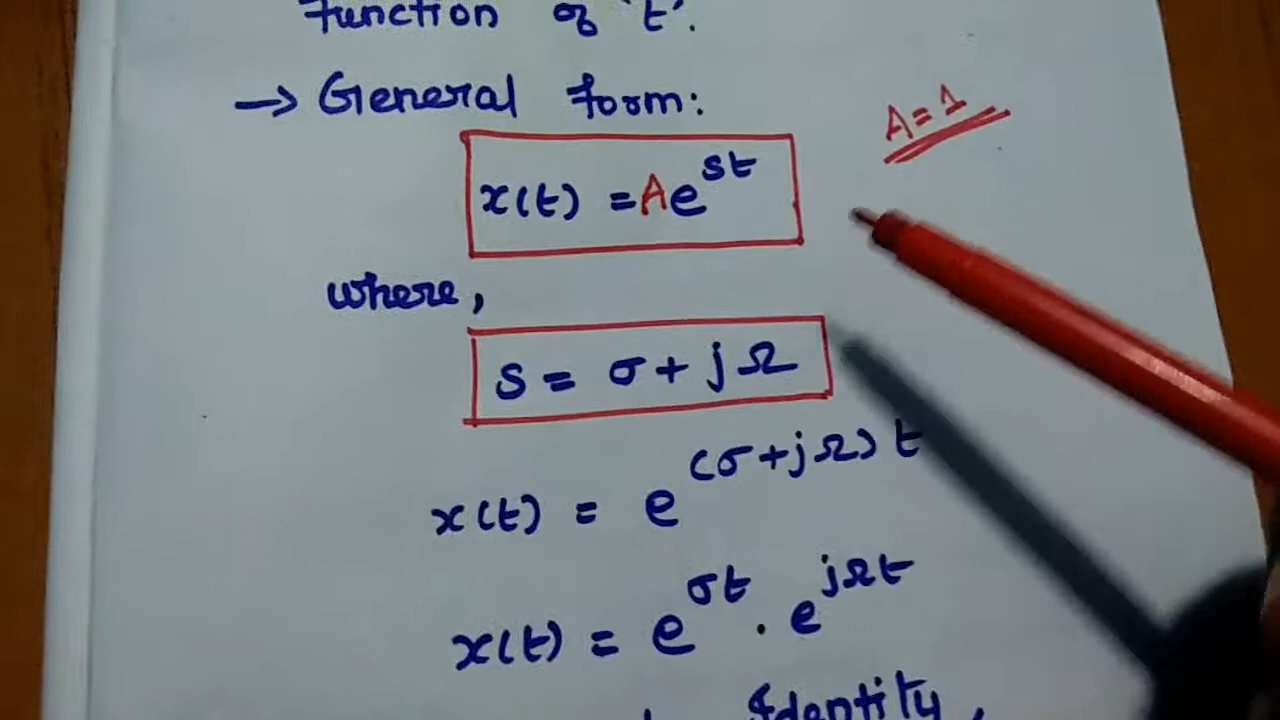 Function of 't'.
→ General form:
A = 1
x(t) = Ae^st
where,
s = σ + jΩ
x(t) = e^(σ+jΩ)t
x(t) = e^σt . e^jΩt
Identity,